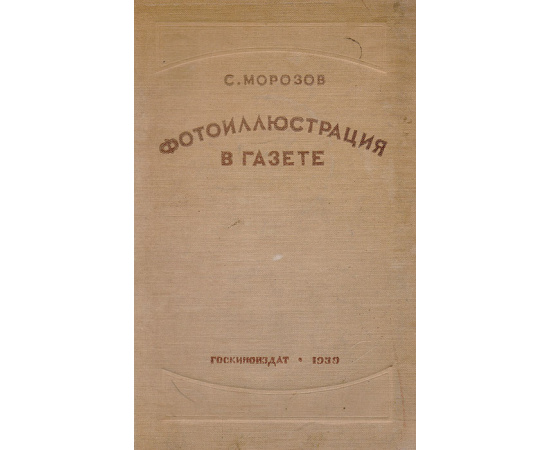 С. МОРОЗОВ
ФОТОИЛЛЮСТРАЦИЯ
В ГАЗЕТЕ
ГОСКИНОИЗДАТ • 1939